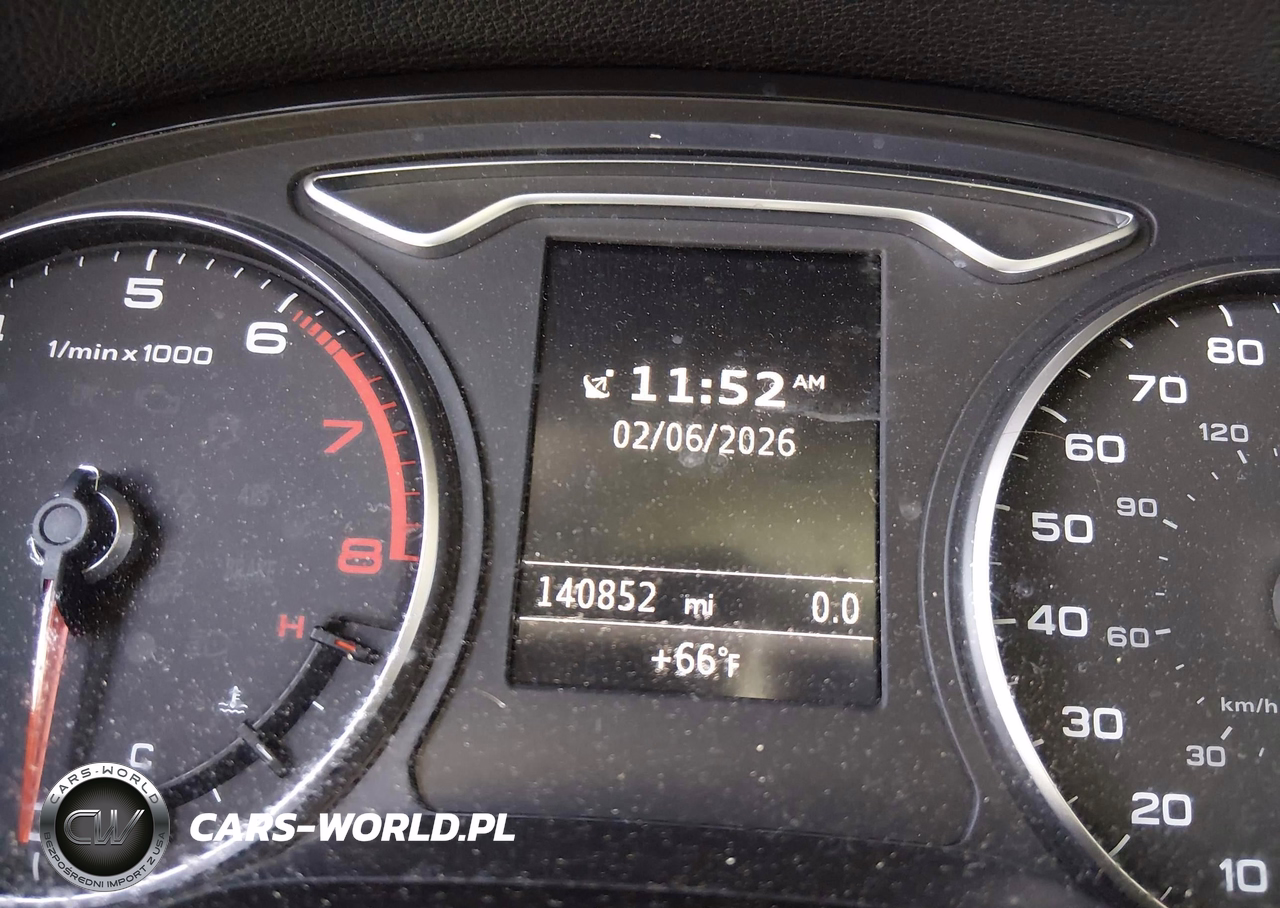 5
6
1/min x 1000
7
8
H
C
11:52 AM
02/06/2026
140852 mi 0.0
+66°F
80
70
120
60
90
50
40
60
km/h
30
30
20
10
CARS-WORLD
CW
BEZPOŚREDNI IMPORT Z USA
CARS-WORLD.PL